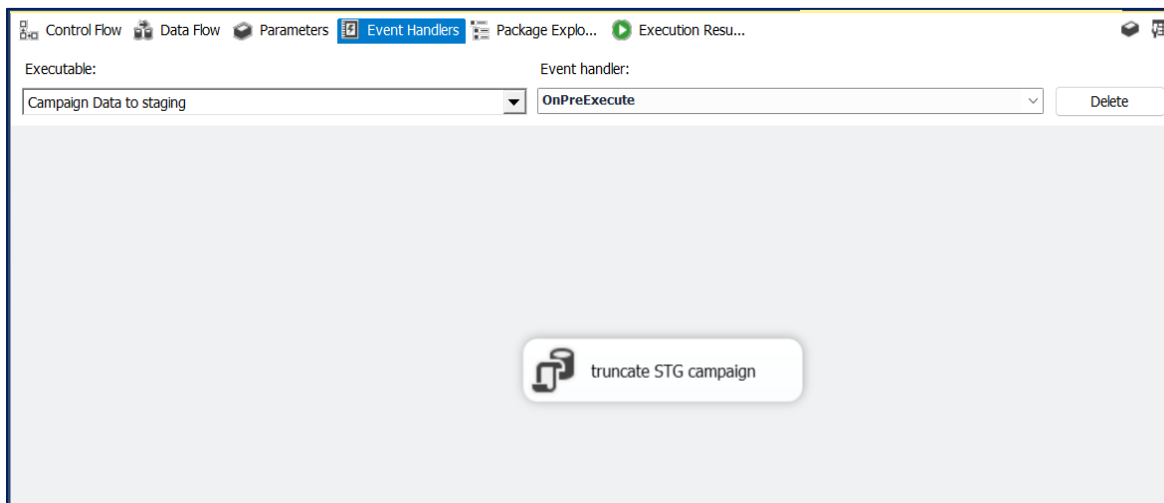 Control Flow Data Flow Parameters Event Handlers Package Explo... Execution Resu...
Executable: Event handler:
Campaign Data to staging OnPreExecute Delete
truncate STG campaign